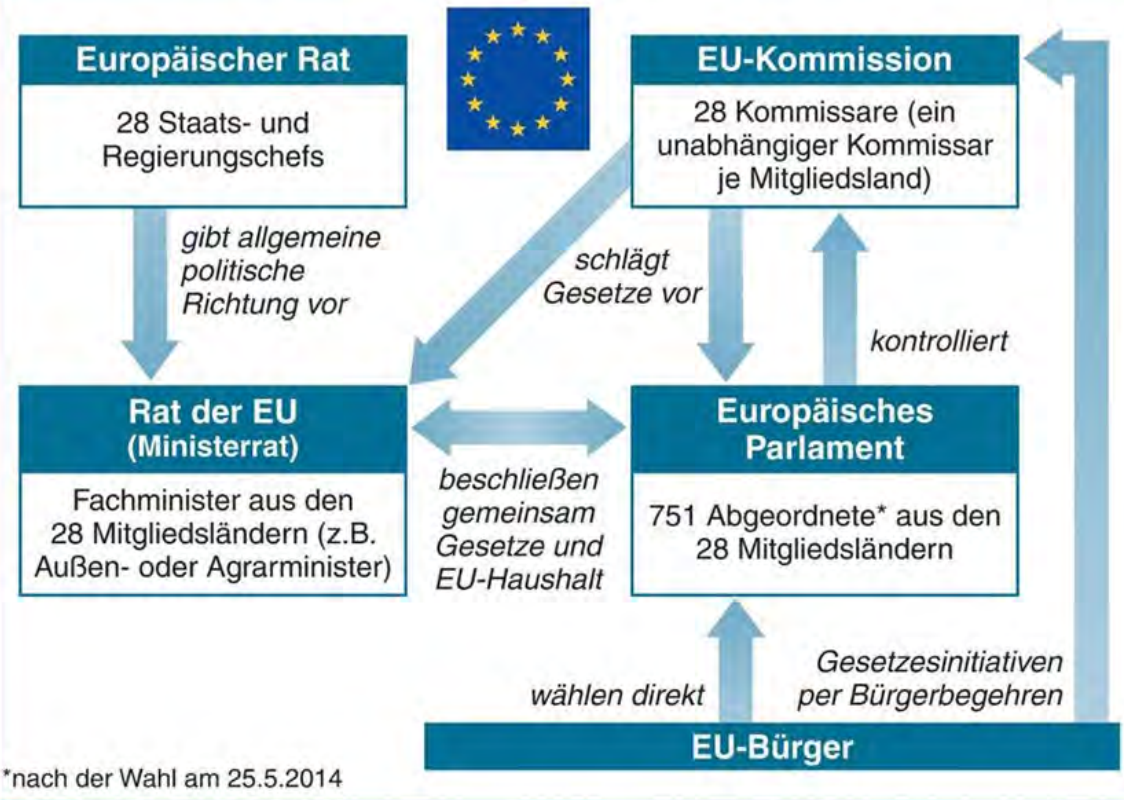 Europäischer Rat
28 Staats- und
Regierungschefs
EU-Kommission
28 Kommissare (ein
unabhängiger Kommissar
je Mitgliedsland)
gibt allgemeine
politische
Richtung vor
schlägt
Gesetze vor
kontrolliert
Rat der EU
(Ministerrat)
Fachminister aus den
28 Mitgliedsländern (z.B.
Außen- oder Agrarminister)
beschließen
gemeinsam
Gesetze und
EU-Haushalt
Europäisches
Parlament
751 Abgeordnete* aus den
28 Mitgliedsländern
wählen direkt
Gesetzesinitiativen
per Bürgerbegehren
EU-Bürger
*nach der Wahl am 25.5.2014